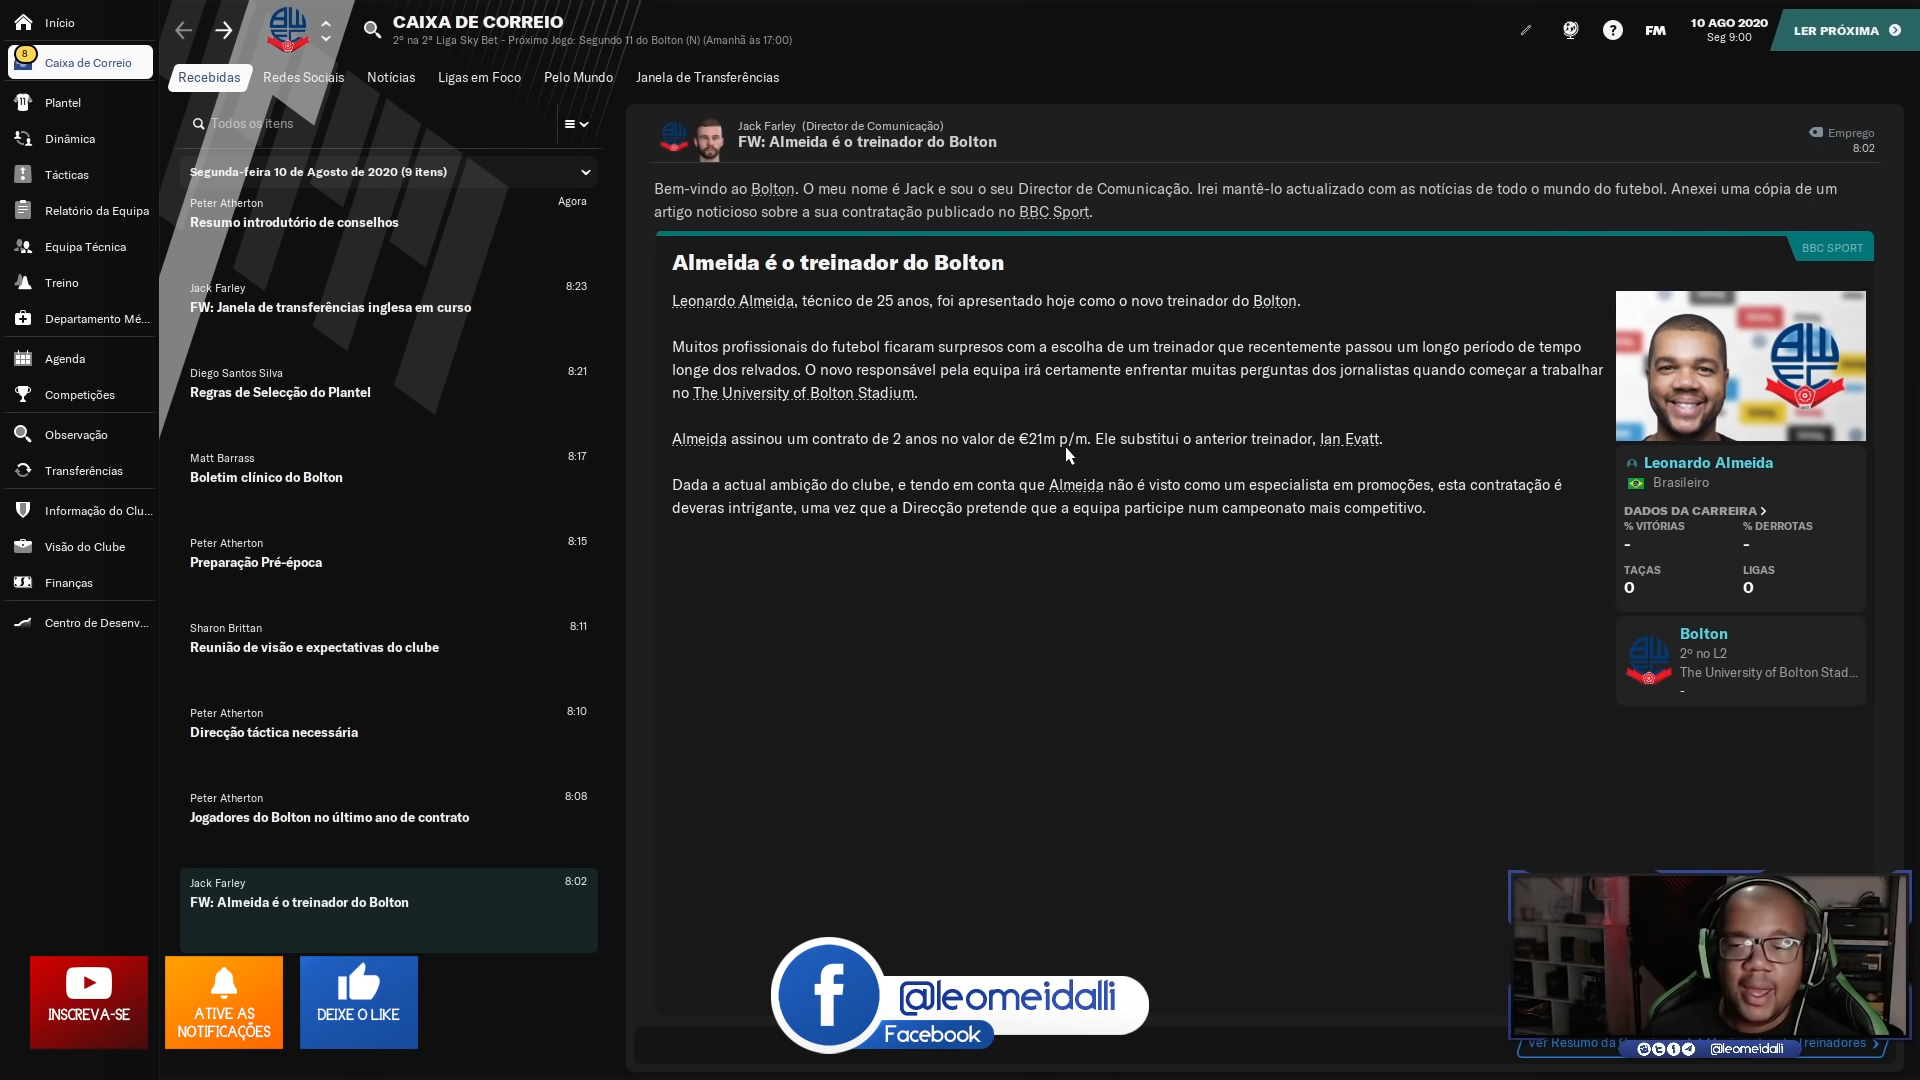 Início
8
Caixa de Correio
Plantel
Dinâmica
Tácticas
Relatório da Equipa
Equipa Técnica
Treino
Departamento Mé...
Agenda
Competições
Observação
Transferências
Informação do Clu...
Visão do Clube
Finanças
Centro de Desenv...
CAIXA DE CORREIO
2º na 2ª Liga Sky Bet - Próximo Jogo: Segundo 11 do Bolton (N) (Amanhã às 17:00)
FM
10 AGO 2020
Seg 9:00
LER PRÓXIMA
Recebidas
Redes Sociais
Notícias
Ligas em Foco
Pelo Mundo
Janela de Transferências
Todos os itens
Segunda-feira 10 de Agosto de 2020 (9 itens)
Peter Atherton
Agora
Resumo introdutório de conselhos
Jack Farley
8:23
FW: Janela de transferências inglesa em curso
Diego Santos Silva
8:21
Regras de Selecção do Plantel
Matt Barrass
8:17
Boletim clínico do Bolton
Peter Atherton
8:15
Preparação Pré-época
Sharon Brittan
8:11
Reunião de visão e expectativas do clube
Peter Atherton
8:10
Direcção táctica necessária
Peter Atherton
8:08
Jogadores do Bolton no último ano de contrato
Jack Farley
8:02
FW: Almeida é o treinador do Bolton
Jack Farley (Director de Comunicação)
FW: Almeida é o treinador do Bolton
Emprego
8:02
Bem-vindo ao Bolton. O meu nome é Jack e sou o seu Director de Comunicação. Irei mantê-lo actualizado com as notícias de todo o mundo do futebol. Anexei uma cópia de um
artigo noticioso sobre a sua contratação publicado no BBC Sport.
BBC SPORT
Almeida é o treinador do Bolton
Leonardo Almeida, técnico de 25 anos, foi apresentado hoje como o novo treinador do Bolton.
Muitos profissionais do futebol ficaram surpresos com a escolha de um treinador que recentemente passou um longo período de tempo
longe dos relvados. O novo responsável pela equipa irá certamente enfrentar muitas perguntas dos jornalistas quando começar a trabalhar
no The University of Bolton Stadium.
Almeida assinou um contrato de 2 anos no valor de €21m p/m. Ele substitui o anterior treinador, Ian Evatt.
Dada a actual ambição do clube, e tendo em conta que Almeida não é visto como um especialista em promoções, esta contratação é
deveras intrigante, uma vez que a Direcção pretende que a equipa participe num campeonato mais competitivo.
Leonardo Almeida
Brasileiro
DADOS DA CARREIRA
% VITÓRIAS
% DERROTAS
-
-
TAÇAS
LIGAS
0
0
Bolton
2º no L2
The University of Bolton Stad...
-
INSCREVA-SE
ATIVE AS
NOTIFICAÇÕES
DEIXE O LIKE
@leomeidalli
Facebook
Ver Resumo da
Treinadores
@leomeidalli